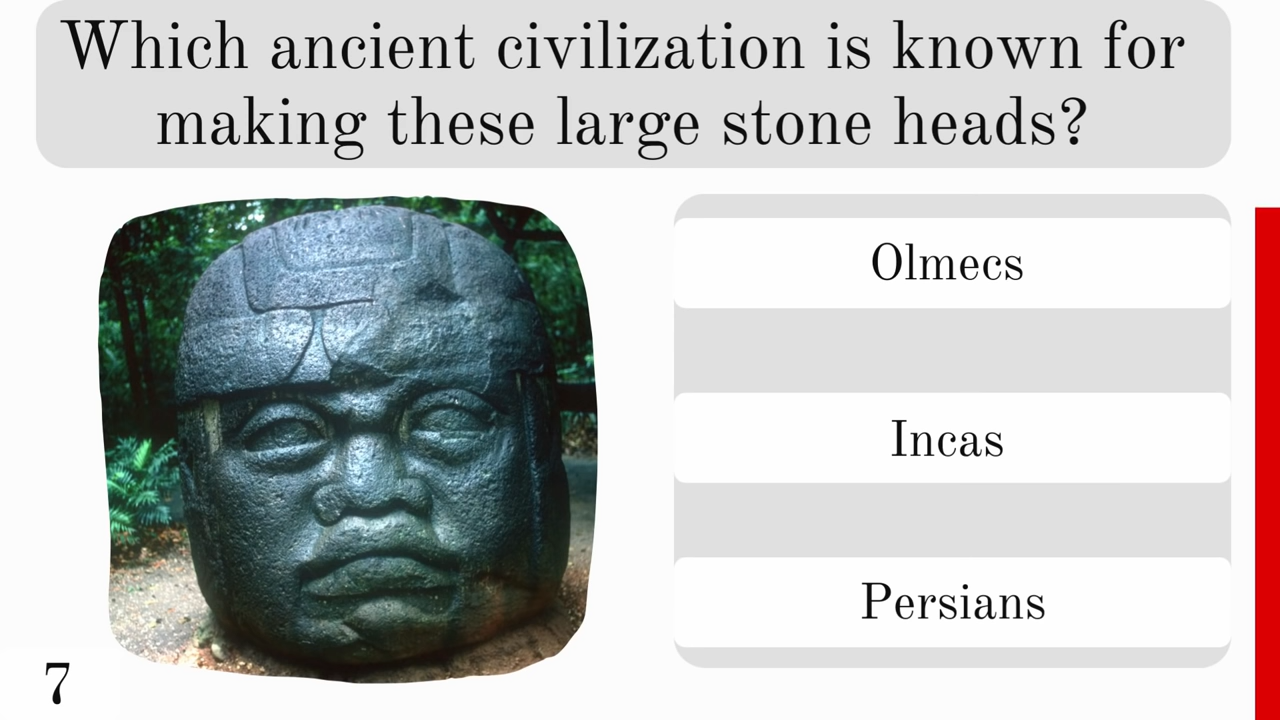 Which ancient civilization is known for
making these large stone heads?
Olmecs
Incas
Persians
7